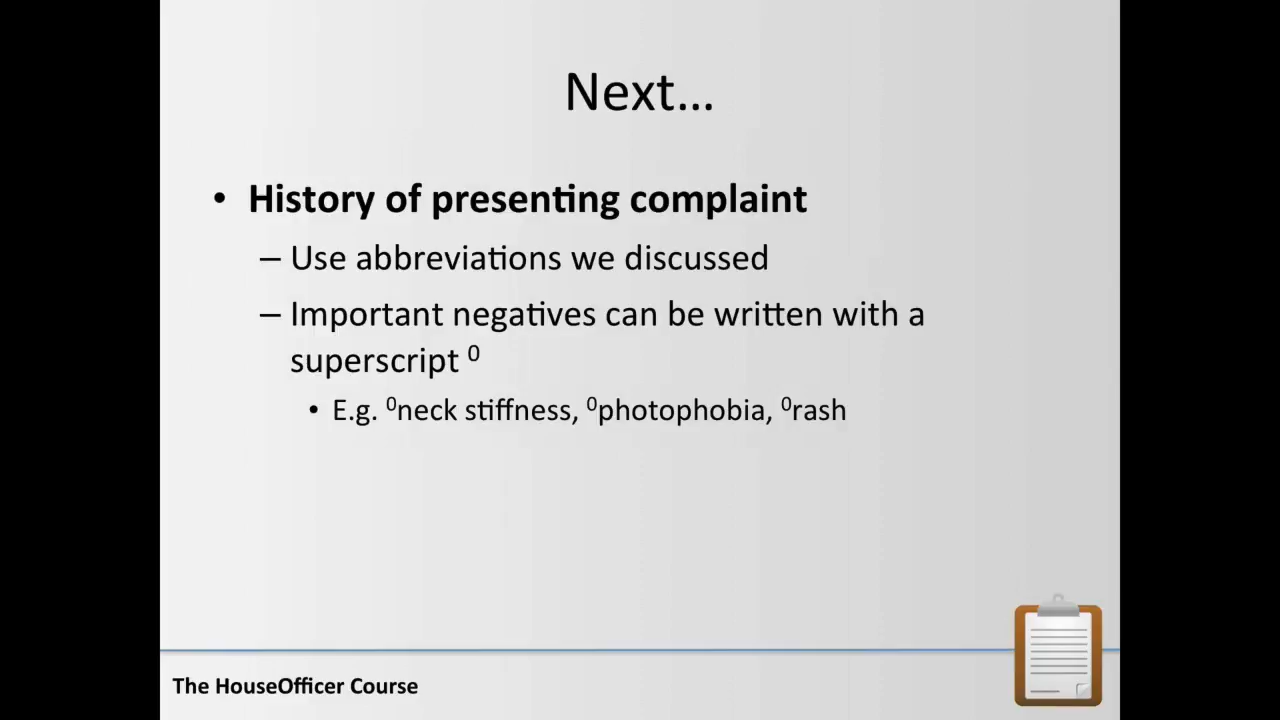 Next...
• History of presenting complaint
– Use abbreviations we discussed
– Important negatives can be written with a
superscript ⁰
• E.g. ⁰neck stiffness, ⁰photophobia, ⁰rash
The HouseOfficer Course